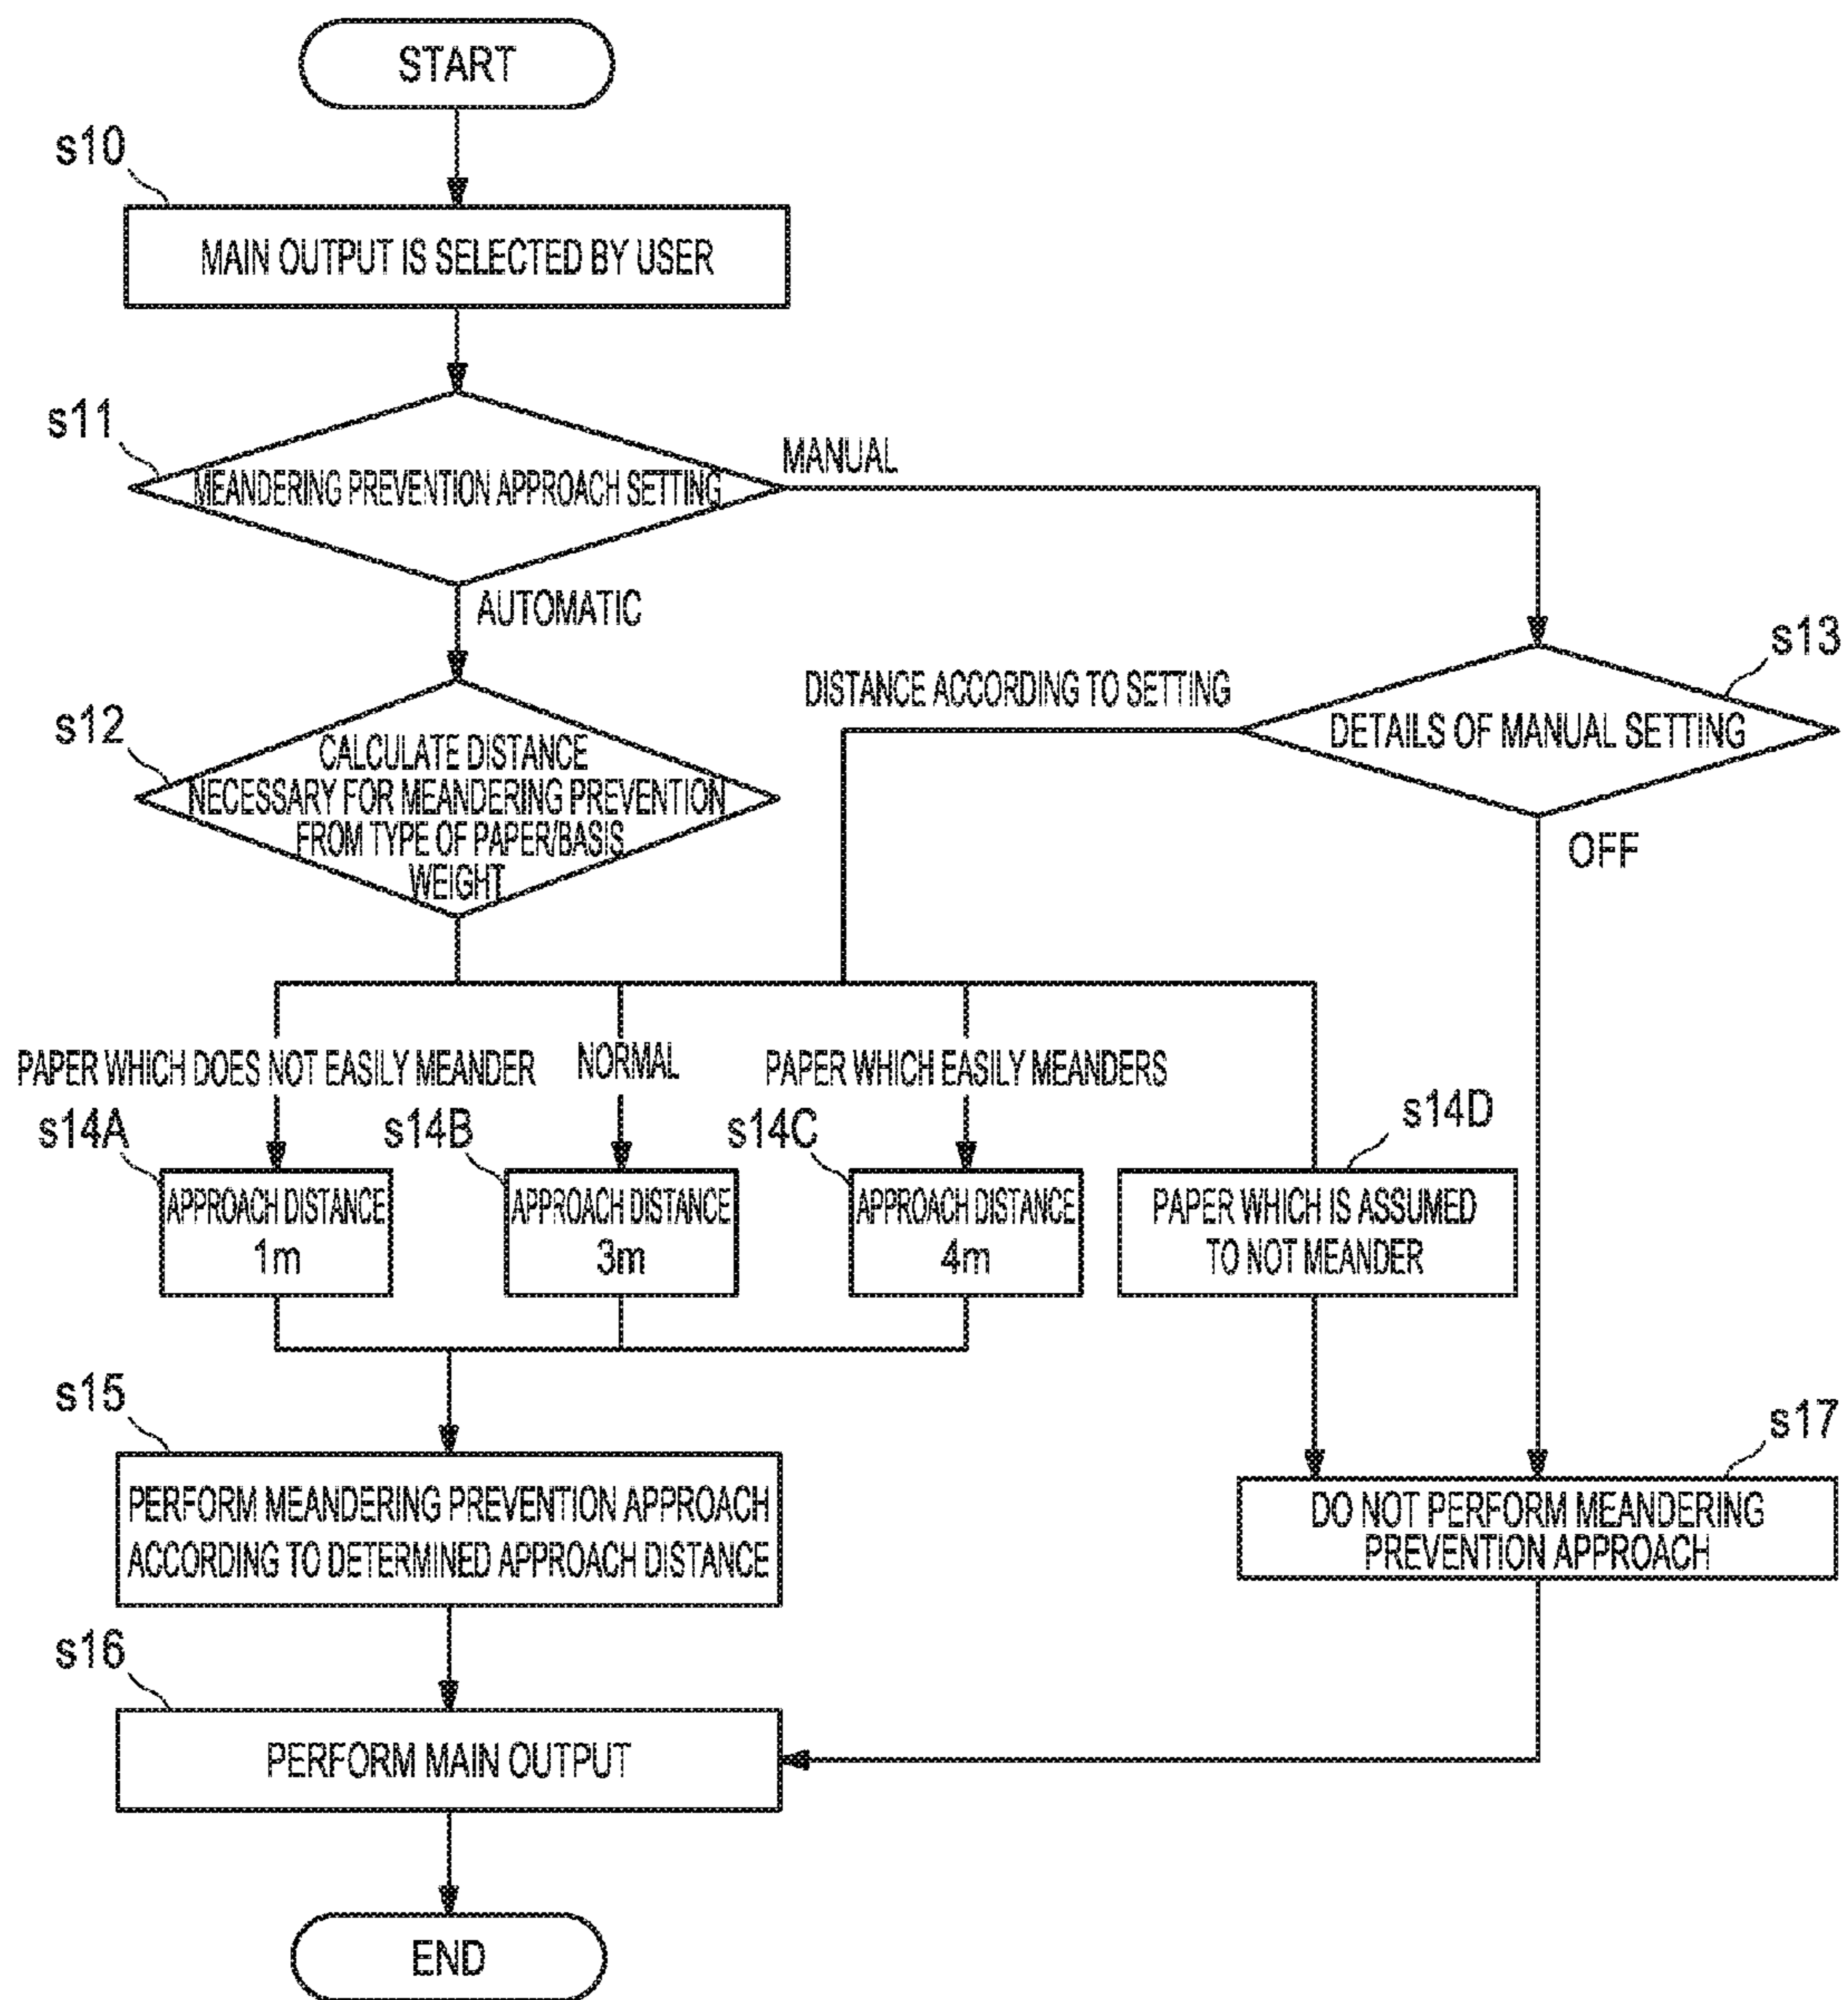 START
s10
MAIN OUTPUT IS SELECTED BY USER
s11
MEANDERING PREVENTION APPROACH SETTING
MANUAL
AUTOMATIC
s13
DISTANCE ACCORDING TO SETTING
DETAILS OF MANUAL SETTING
s12
CALCULATE DISTANCE
NECESSARY FOR MEANDERING PREVENTION
FROM TYPE OF PAPER/BASIS
WEIGHT
OFF
PAPER WHICH DOES NOT EASILY MEANDER
NORMAL
PAPER WHICH EASILY MEANDERS
s14A
s14B
s14C
s14D
APPROACH DISTANCE
1m
APPROACH DISTANCE
3m
APPROACH DISTANCE
4m
PAPER WHICH IS ASSUMED
TO NOT MEANDER
s15
PERFORM MEANDERING PREVENTION APPROACH
ACCORDING TO DETERMINED APPROACH DISTANCE
s17
DO NOT PERFORM MEANDERING
PREVENTION APPROACH
s16
PERFORM MAIN OUTPUT
END